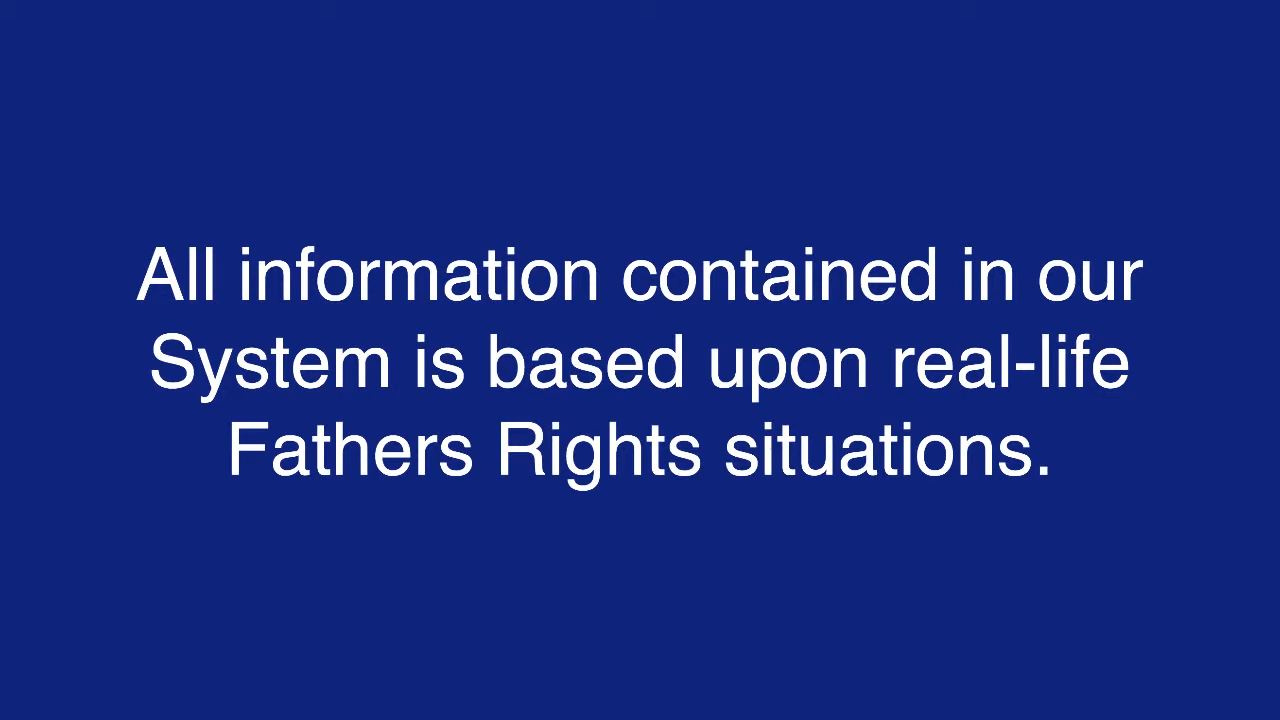 All information contained in our
System is based upon real-life
Fathers Rights situations.